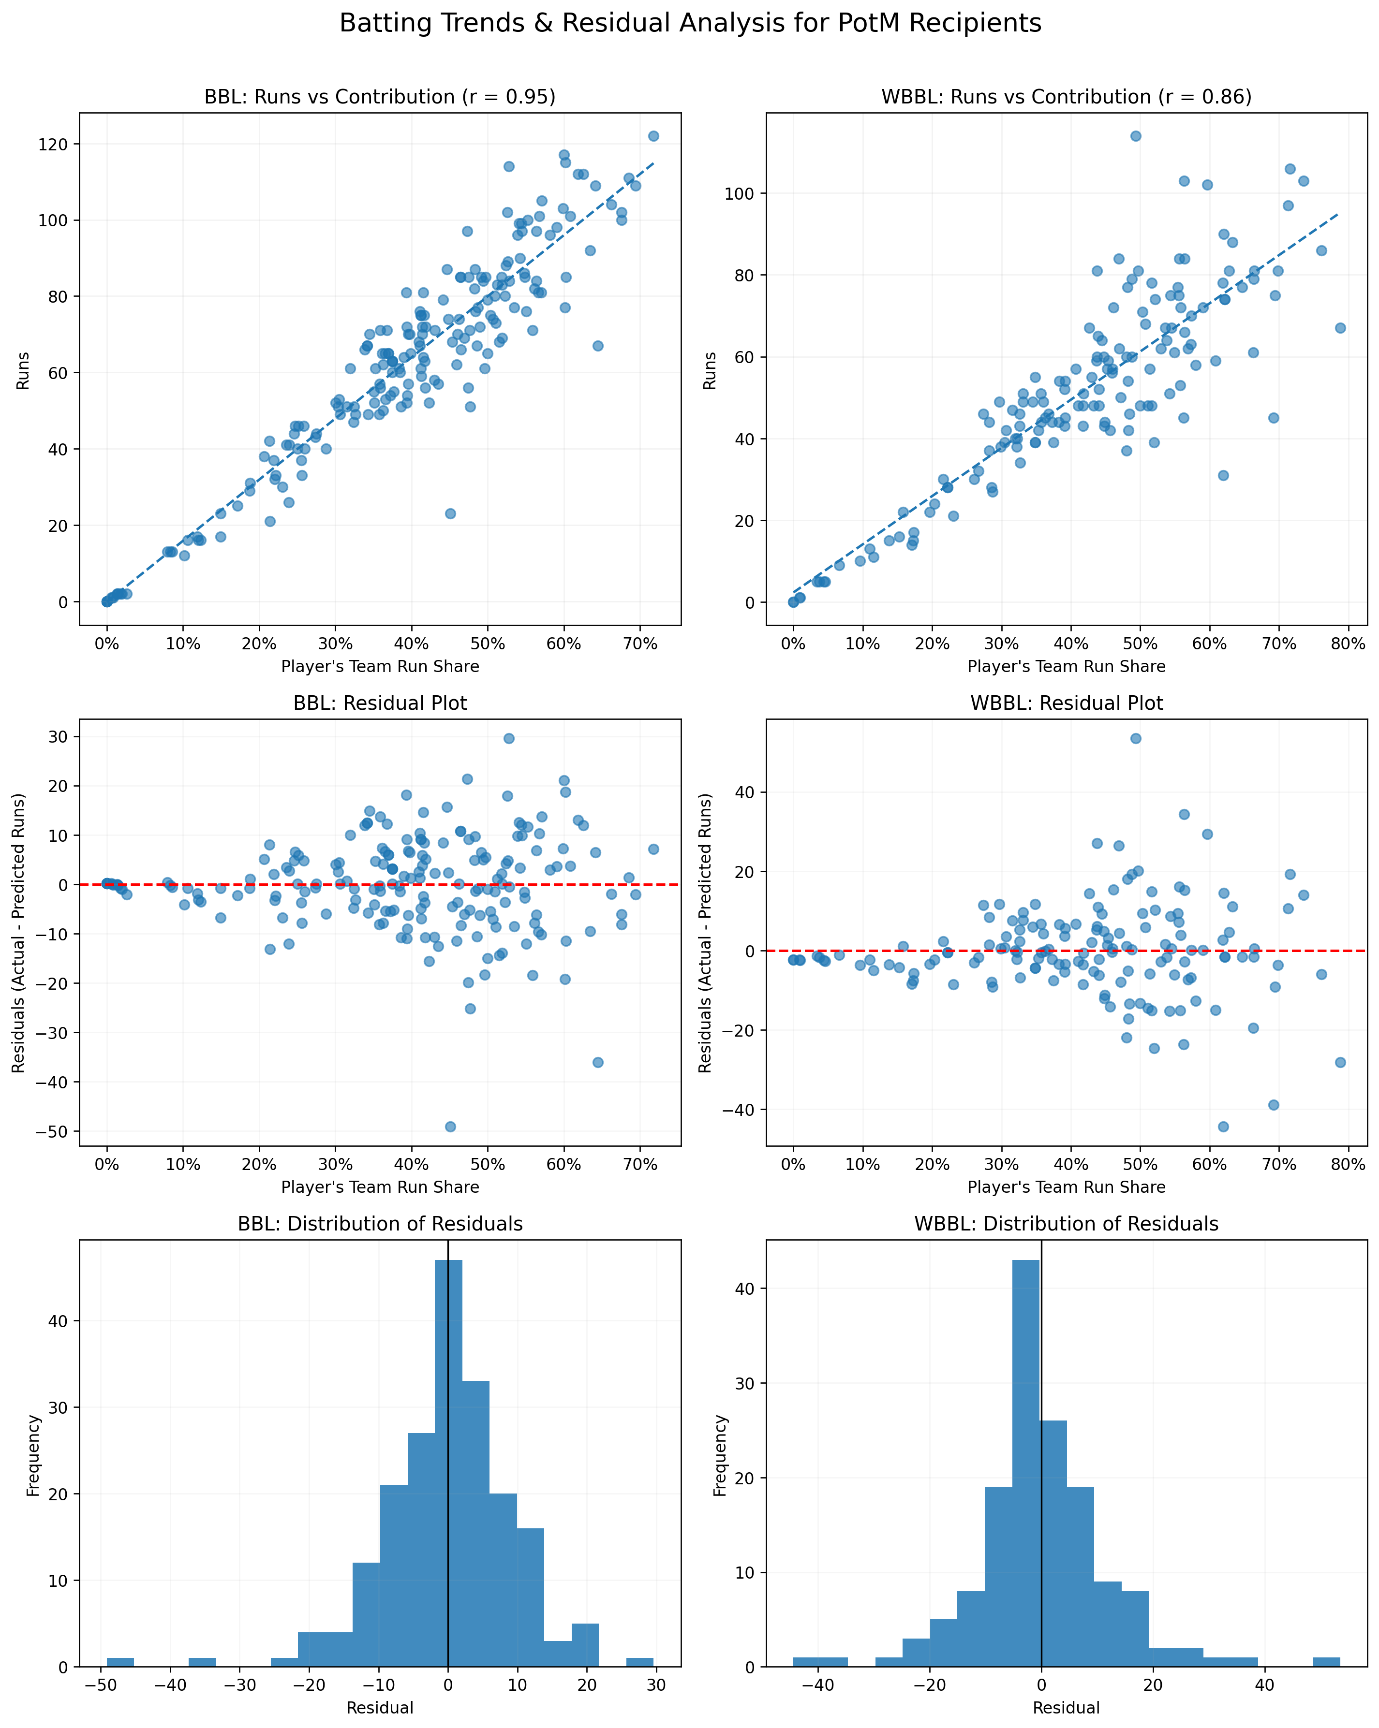 Batting Trends & Residual Analysis for PotM Recipients
BBL: Runs vs Contribution (r = 0.95)
Runs
120
100
80
60
40
20
0
0% 10% 20% 30% 40% 50% 60% 70%
Player's Team Run Share
WBBL: Runs vs Contribution (r = 0.86)
Runs
100
80
60
40
20
0
0% 10% 20% 30% 40% 50% 60% 70% 80%
Player's Team Run Share
BBL: Residual Plot
Residuals (Actual - Predicted Runs)
30
20
10
0
−10
−20
−30
−40
−50
0% 10% 20% 30% 40% 50% 60% 70%
Player's Team Run Share
WBBL: Residual Plot
Residuals (Actual - Predicted Runs)
40
20
0
−20
−40
0% 10% 20% 30% 40% 50% 60% 70% 80%
Player's Team Run Share
BBL: Distribution of Residuals
Frequency
40
30
20
10
0
−50 −40 −30 −20 −10 0 10 20 30
Residual
WBBL: Distribution of Residuals
Frequency
40
30
20
10
0
−40 −20 0 20 40
Residual